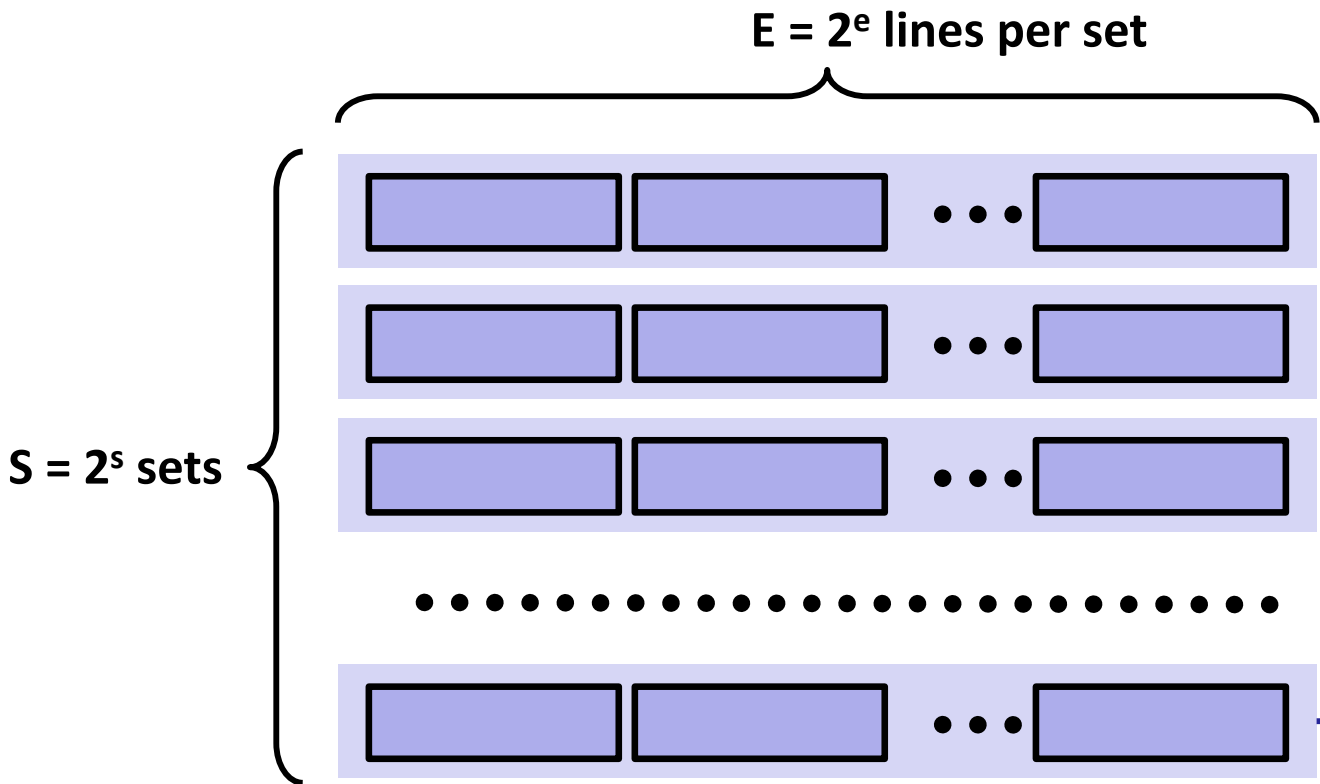 E = 2ᵉ lines per set
S = 2ˢ sets